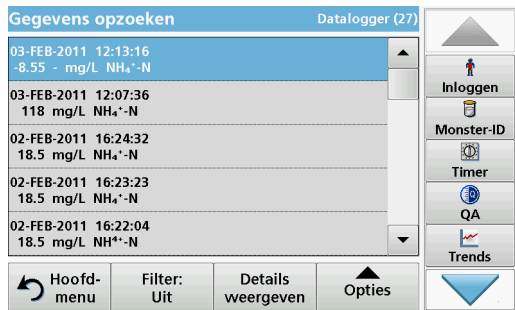 Gegevens opzoeken
Datalogger (27)
03-FEB-2011 12:13:16
-8.55 - mg/L NH₄⁺-N
03-FEB-2011 12:07:36
118 mg/L NH₄⁺-N
02-FEB-2011 16:24:32
18.5 mg/L NH₄⁺-N
02-FEB-2011 16:23:23
18.5 mg/L NH₄⁺-N
02-FEB-2011 16:22:04
18.5 mg/L NH⁴⁺-N
Inloggen
Monster-ID
Timer
QA
Trends
Hoofd-
menu
Filter:
Uit
Details
weergeven
Opties